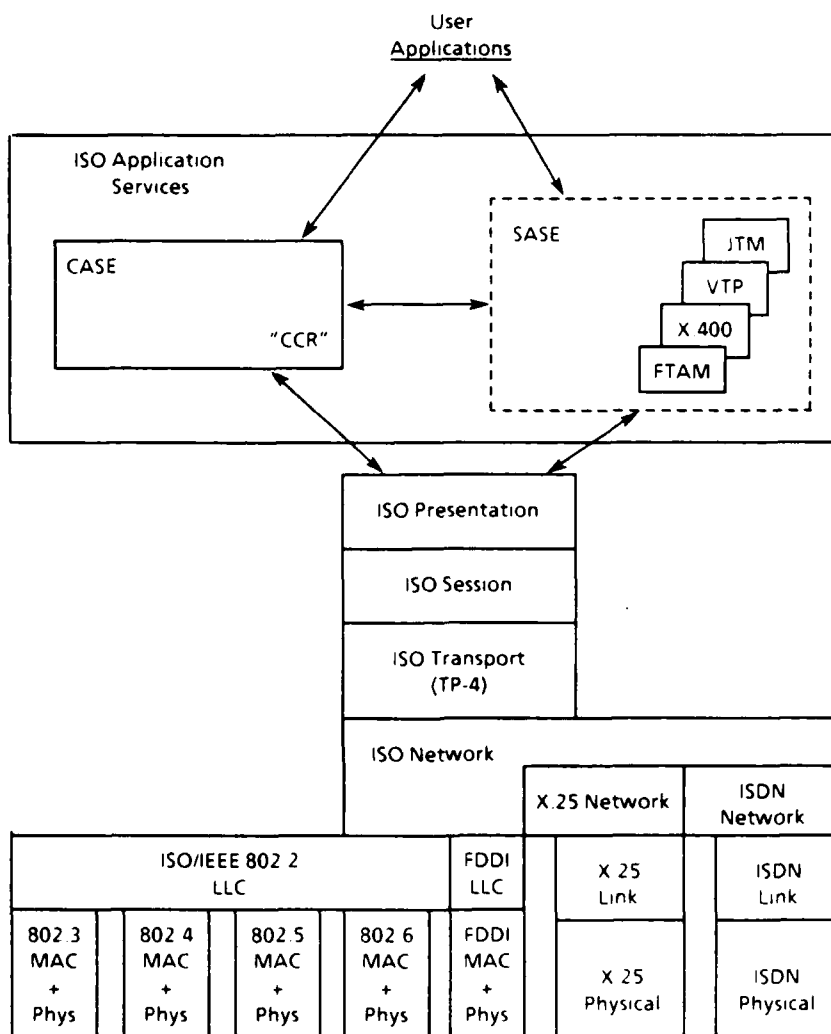 User
Applications
ISO Application
Services
CASE
"CCR"
SASE
JTM
VTP
X.400
FTAM
ISO Presentation
ISO Session
ISO Transport
(TP-4)
ISO Network
X.25 Network
ISDN
Network
ISO/IEEE 802 2
LLC
FDDI
LLC
X 25
Link
ISDN
Link
802.3
MAC
+
Phys
802 4
MAC
+
Phys
802.5
MAC
+
Phys
802 6
MAC
+
Phys
FDDI
MAC
+
Phys
X 25
Physical
ISDN
Physical